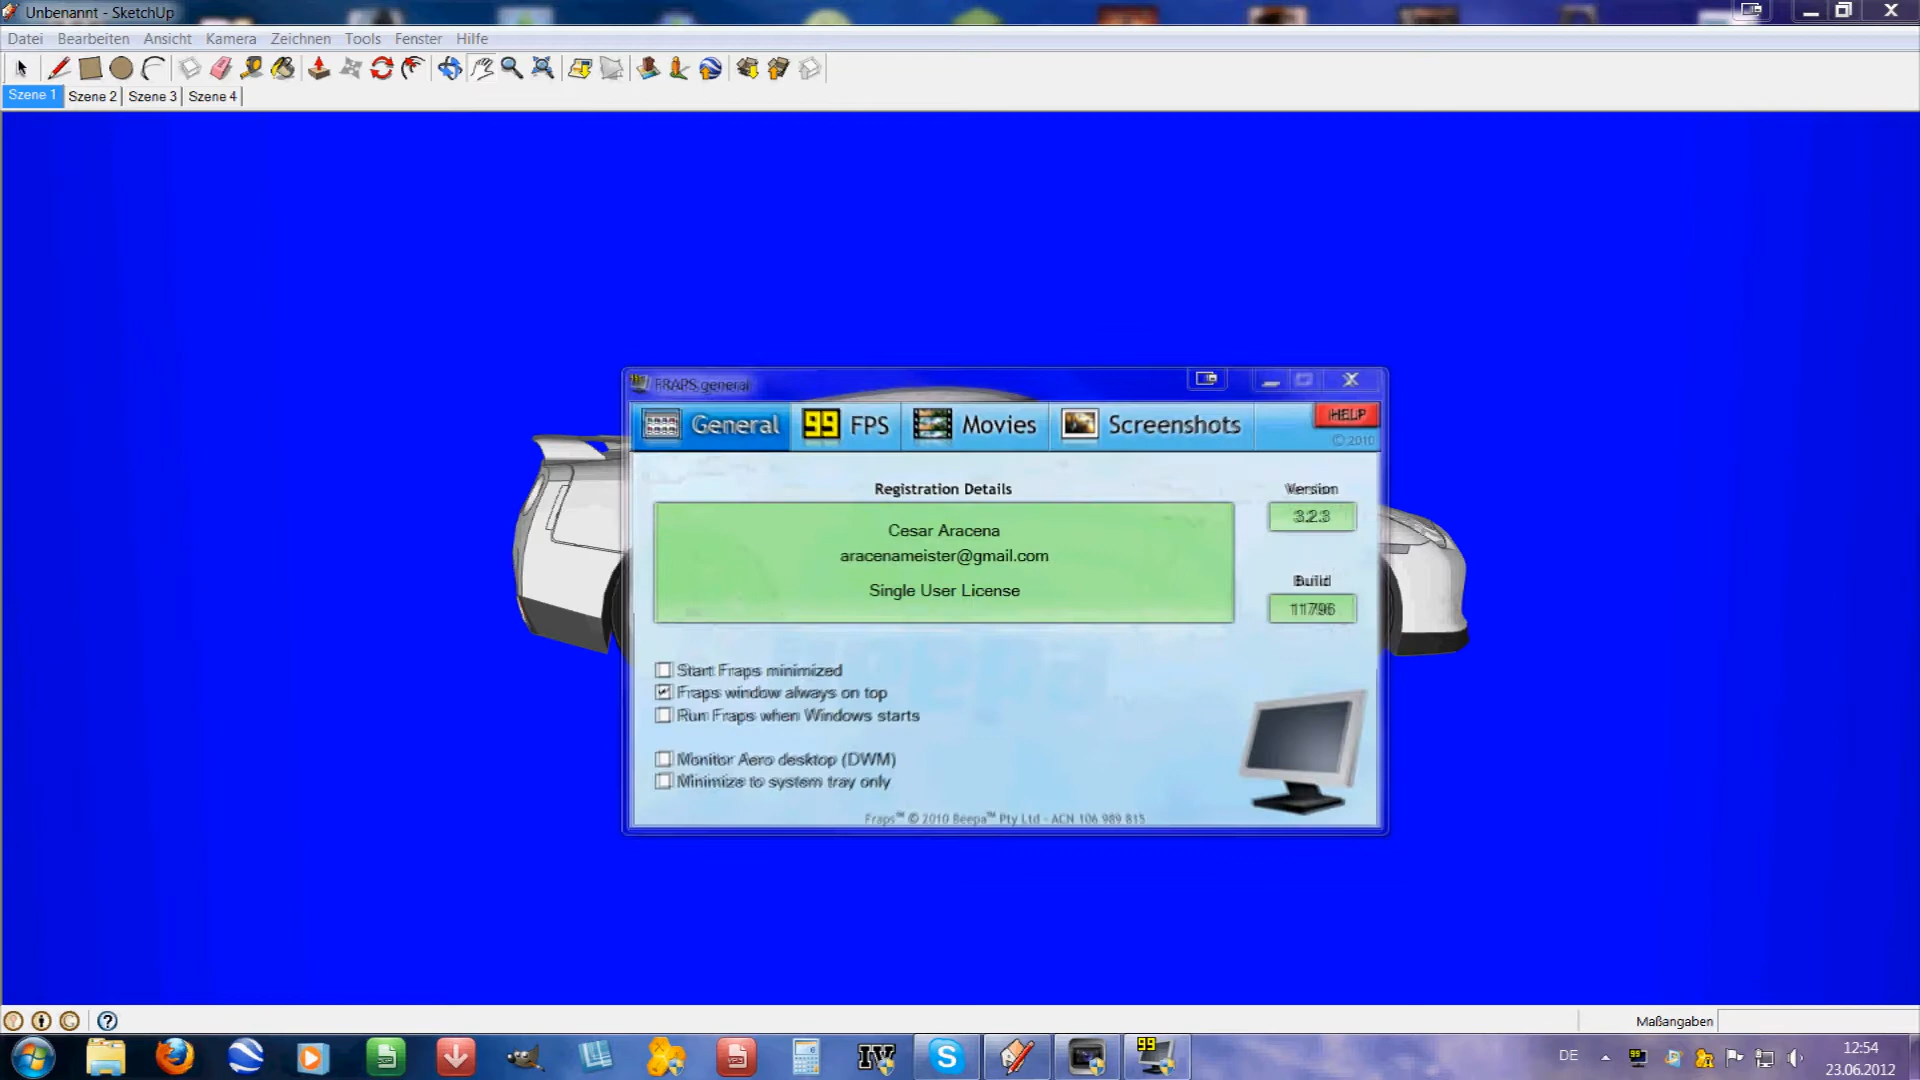 Unbenannt - SketchUp
Datei Bearbeiten Ansicht Kamera Zeichnen Tools Fenster Hilfe
Szene 1 Szene 2 Szene 3 Szene 4
FRAPS general
General 99 FPS Movies Screenshots HELP
© 2010
Registration Details Version
Cesar Aracena 3.2.3
aracenameister@gmail.com
Single User License
Build
11796
Start Fraps minimized
Fraps window always on top
Run Fraps when Windows starts
Monitor Aero desktop (DWM)
Minimize to system tray only
Fraps™ © 2010 Beepa™ Pty Ltd - ACN 106 989 815
Maßangaben
IV
99
DE
12:54
23.06.2012